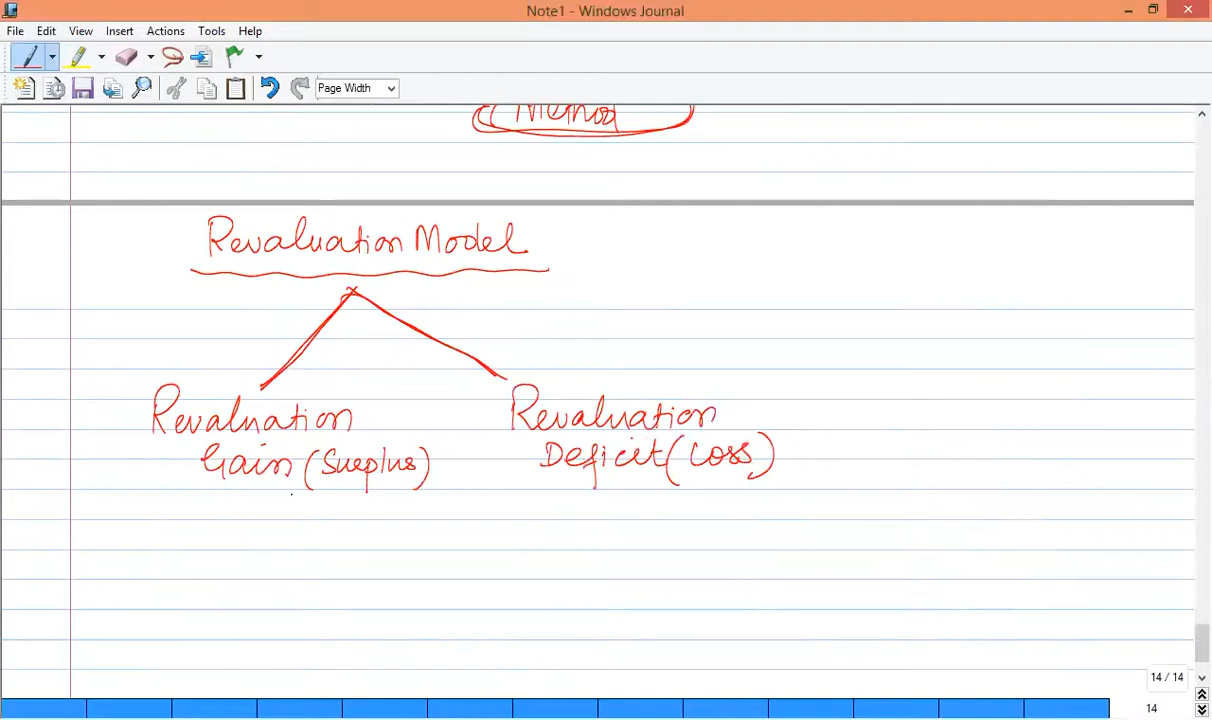 Note1 - Windows Journal
File Edit View Insert Actions Tools Help
Page Width
(Method
Revaluation Model
Revaluation
Gain (Surplus)
Revaluation
Deficit (Loss)
14 / 14
14